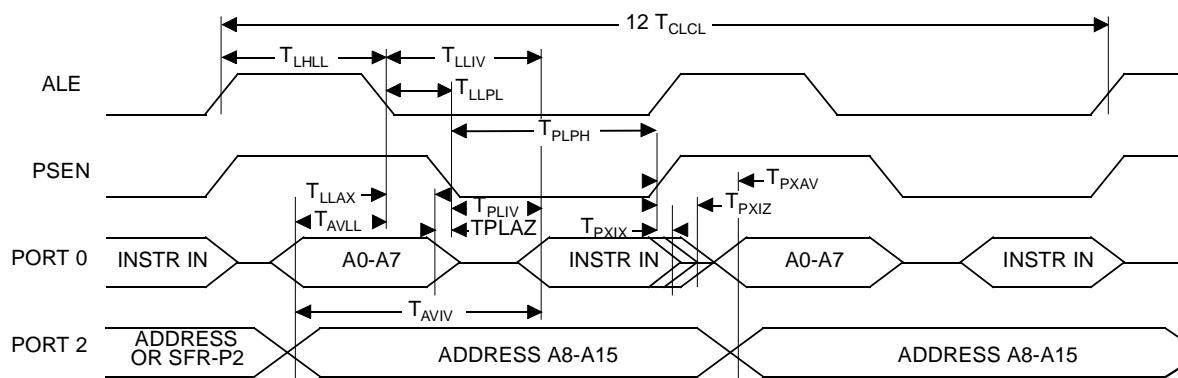 12 TCLCL
TLHLL TLLIV
ALE
TLLPL
TPLPH
PSEN
TLLAX TPXAV
TAVLL TPLIV TPXIZ
TPLAZ TPXIX
PORT 0 INSTR IN A0-A7 INSTR IN A0-A7 INSTR IN
TAVIV
PORT 2 ADDRESS
OR SFR-P2 ADDRESS A8-A15 ADDRESS A8-A15